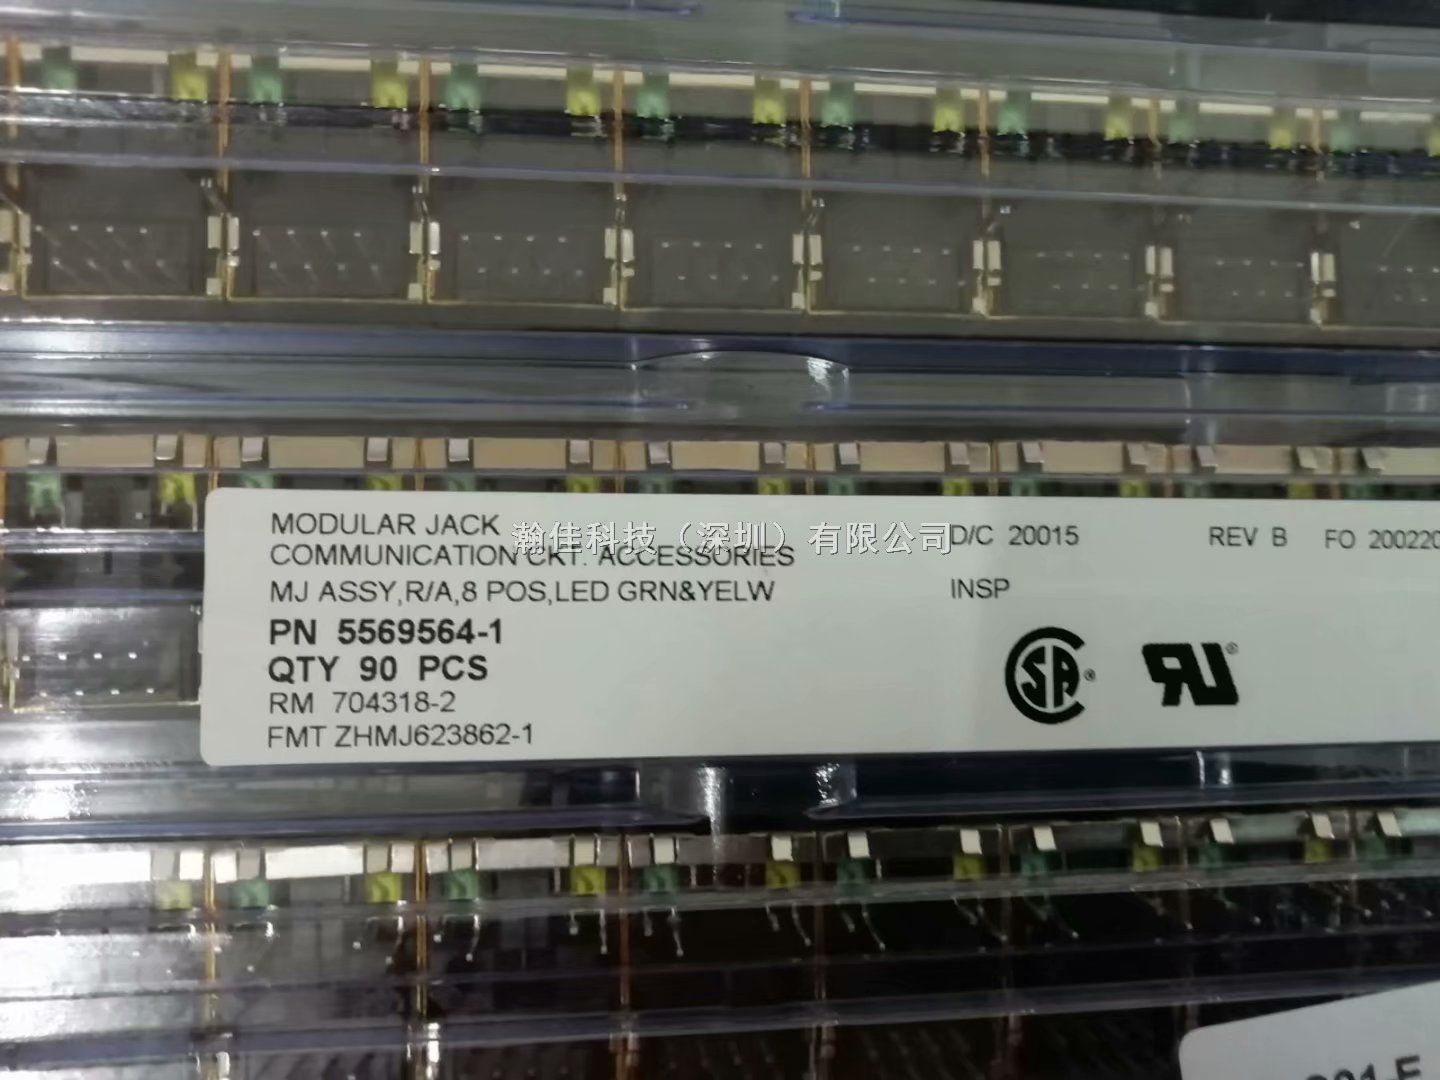 MODULAR JACK
COMMUNICATION CKT. ACCESSORIES
MJ ASSY,R/A,8 POS,LED GRN&YELW
PN 5569564-1
QTY 90 PCS
RM 704318-2
FMT ZHMJ623862-1
瀚佳科技（深圳）有限公司
D/C 20015
REV B
FO 200220
INSP